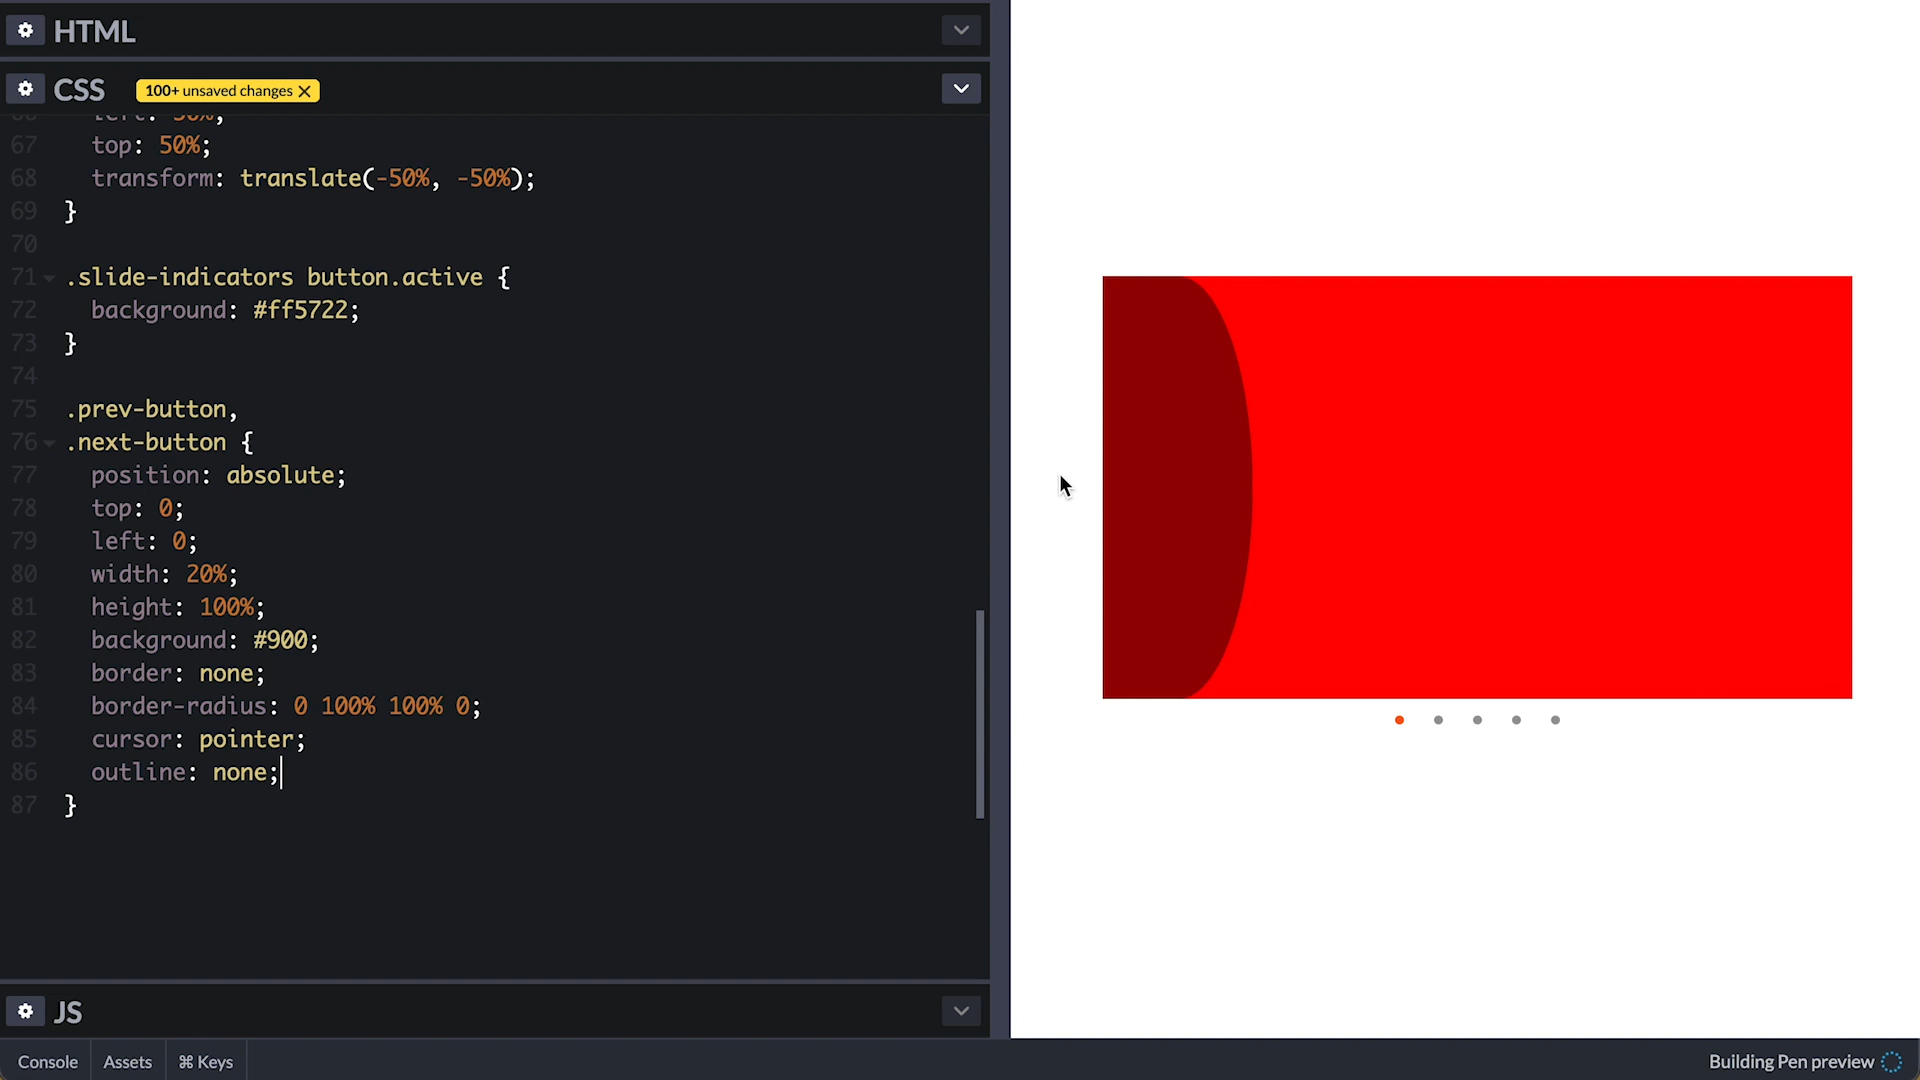 HTML
CSS 100+ unsaved changes
67 top: 50%;
68 transform: translate(-50%, -50%);
69 }
70
71 .slide-indicators button.active {
72 background: #ff5722;
73 }
74
75 .prev-button,
76 .next-button {
77 position: absolute;
78 top: 0;
79 left: 0;
80 width: 20%;
81 height: 100%;
82 background: #900;
83 border: none;
84 border-radius: 0 100% 100% 0;
85 cursor: pointer;
86 outline: none;
87 }
JS
Console Assets ⌘ Keys Building Pen preview